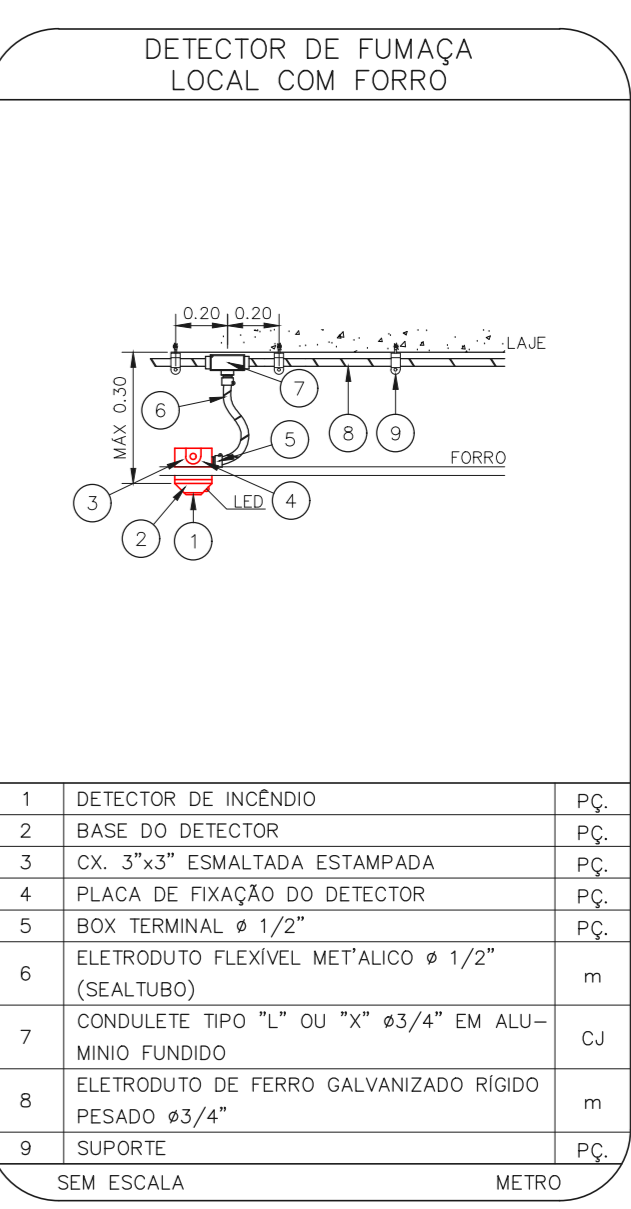 DETECTOR DE FUMAÇA
LOCAL COM FORRO
0.20 0.20
LAJE
MÁX 0.30
7
6
5
8
9
FORRO
3
LED
4
2
1
1 DETECTOR DE INCÊNDIO PÇ.
2 BASE DO DETECTOR PÇ.
3 CX. 3"x3" ESMALTADA ESTAMPADA PÇ.
4 PLACA DE FIXAÇÃO DO DETECTOR PÇ.
5 BOX TERMINAL ø 1/2" PÇ.
6 ELETRODUTO FLEXÍVEL MET'ALICO ø 1/2" m
(SEALTUBO)
7 CONDULETE TIPO "L" OU "X" ø3/4" EM ALU- CJ
MINIO FUNDIDO
8 ELETRODUTO DE FERRO GALVANIZADO RÍGIDO m
PESADO ø3/4"
9 SUPORTE PÇ.
SEM ESCALA METRO